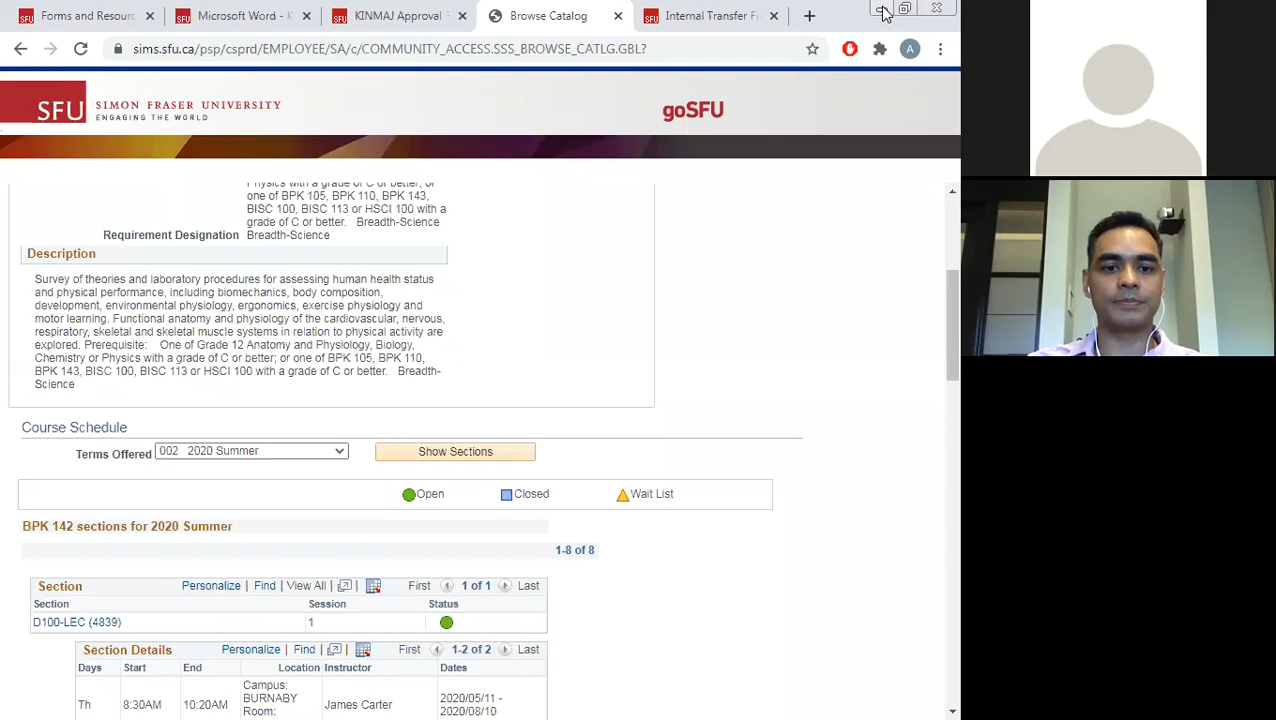 Forms and Resourc
Microsoft Word - K
KINMAJ Approval F
Browse Catalog
Internal Transfer Fr
sims.sfu.ca/psp/csprd/EMPLOYEE/SA/c/COMMUNITY_ACCESS.SSS_BROWSE_CATLG.GBL?
A
SFU SIMON FRASER UNIVERSITY
ENGAGING THE WORLD
goSFU
Physics with a grade of C or better; or
one of BPK 105, BPK 110, BPK 143,
BISC 100, BISC 113 or HSCI 100 with a
grade of C or better. Breadth-Science
Requirement Designation Breadth-Science
Description
Survey of theories and laboratory procedures for assessing human health status
and physical performance, including biomechanics, body composition,
development, environmental physiology, ergonomics, exercise physiology and
motor learning. Functional anatomy and physiology of the cardiovascular, nervous,
respiratory, skeletal and skeletal muscle systems in relation to physical activity are
explored. Prerequisite: One of Grade 12 Anatomy and Physiology, Biology,
Chemistry or Physics with a grade of C or better; or one of BPK 105, BPK 110,
BPK 143, BISC 100, BISC 113 or HSCI 100 with a grade of C or better. Breadth-
Science
Course Schedule
Terms Offered 002 2020 Summer Show Sections
Open Closed Wait List
BPK 142 sections for 2020 Summer
1-8 of 8
Section Personalize | Find | View All | First 1 of 1 Last
Section Session Status
D100-LEC (4839) 1
Section Details Personalize | Find | First 1-2 of 2 Last
Days Start End Location Instructor Dates
Th 8:30AM 10:20AM Campus: BURNABY Room: James Carter 2020/05/11 - 2020/08/10